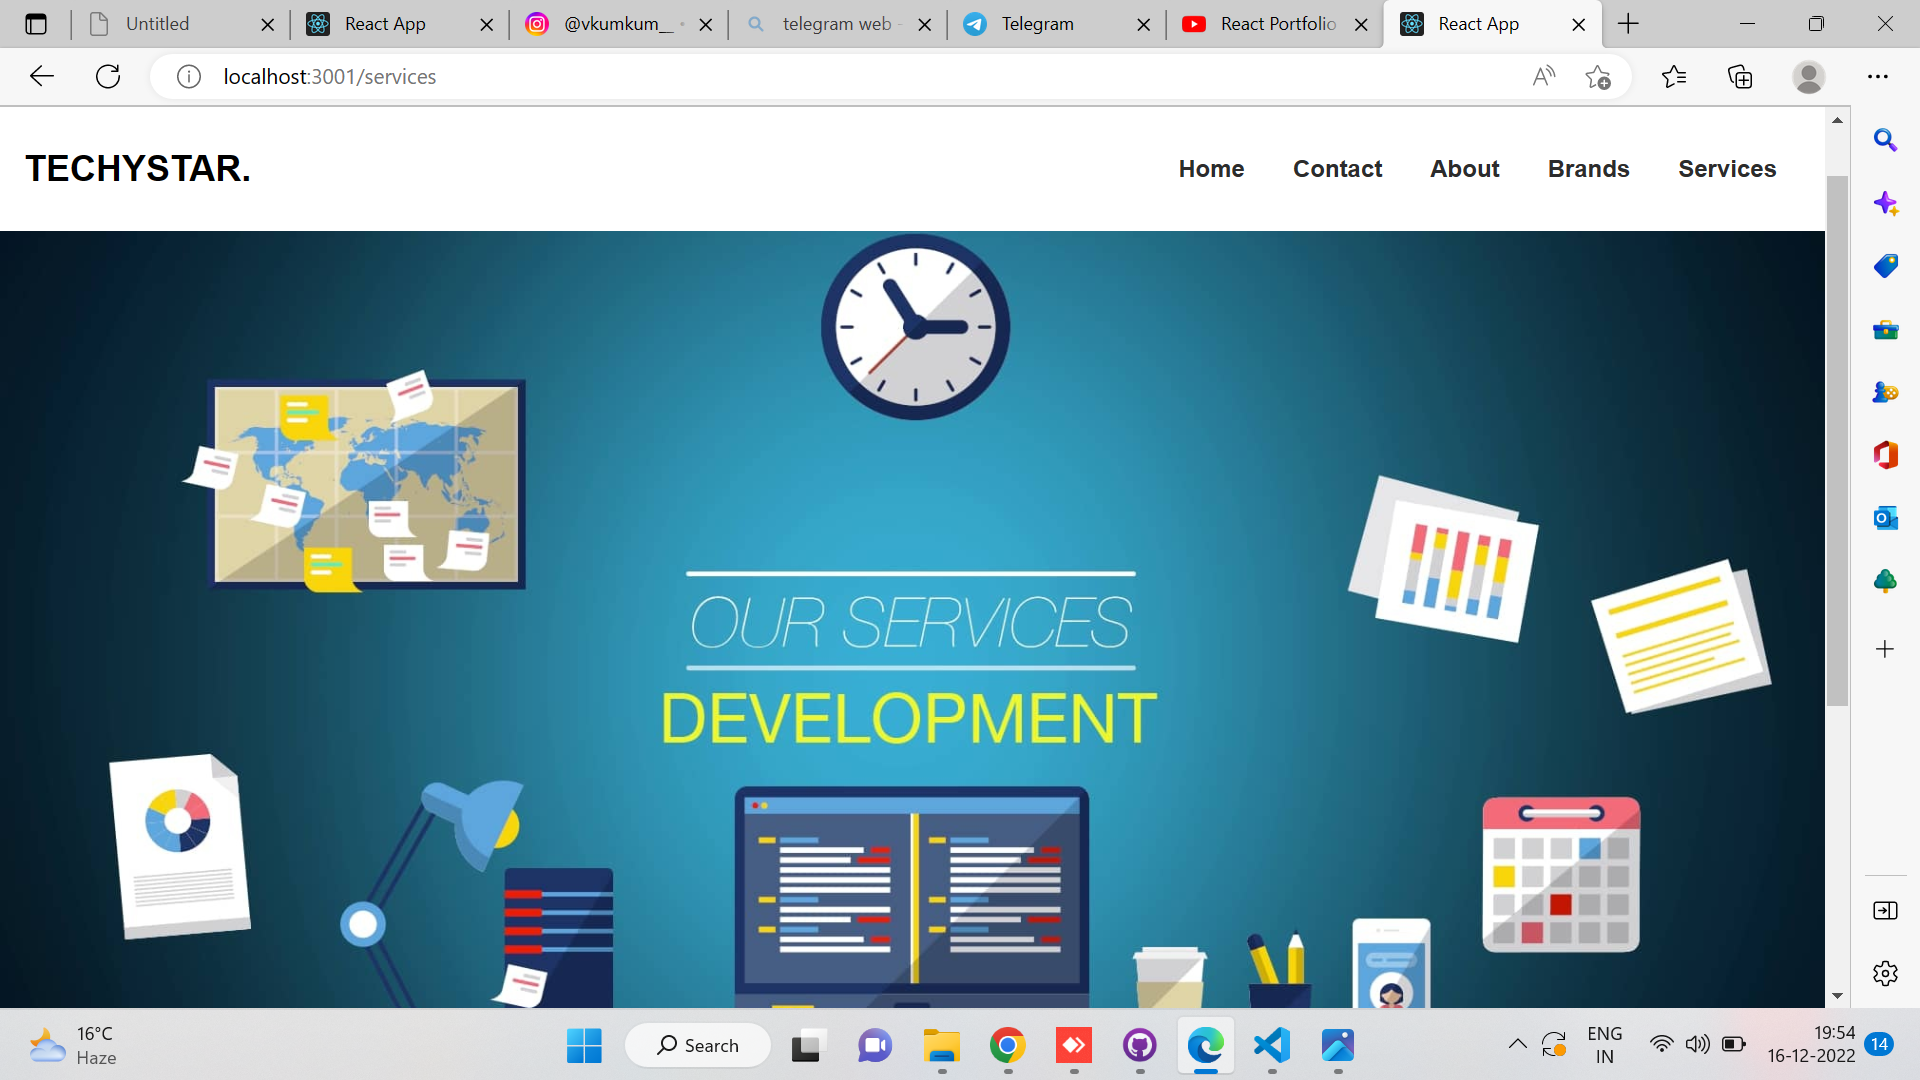 Untitled
React App
@vkumkum__
telegram web -
Telegram
React Portfolio
React App
localhost:3001/services
TECHYSTAR.
Home
Contact
About
Brands
Services
OUR SERVICES
DEVELOPMENT
16°C
Haze
Search
ENG
IN
19:54
16-12-2022
14